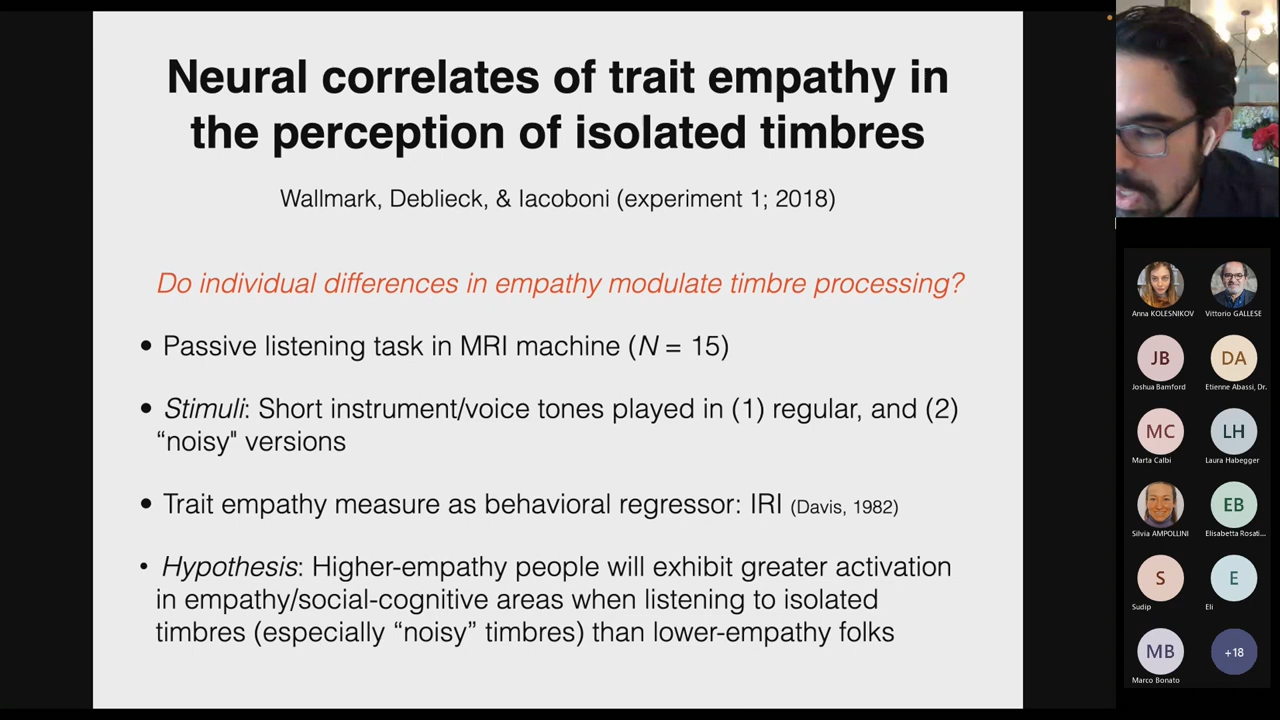 Neural correlates of trait empathy in
the perception of isolated timbres
Wallmark, Deblieck, & Iacoboni (experiment 1; 2018)
Do individual differences in empathy modulate timbre processing?
• Passive listening task in MRI machine (N = 15)
• Stimuli: Short instrument/voice tones played in (1) regular, and (2)
“noisy" versions
• Trait empathy measure as behavioral regressor: IRI (Davis, 1982)
• Hypothesis: Higher-empathy people will exhibit greater activation
in empathy/social-cognitive areas when listening to isolated
timbres (especially “noisy” timbres) than lower-empathy folks
Anna KOLESNIKOV
Vittorio GALLESE
JB
DA
Joshua Bamford
Etienne Abassi, Dr.
MC
LH
Marta Calbi
Laura Habegger
EB
Silvia AMPOLLINI
Elisabetta Rosati...
S
E
Sudip
Eli
MB
+18
Marco Bonato